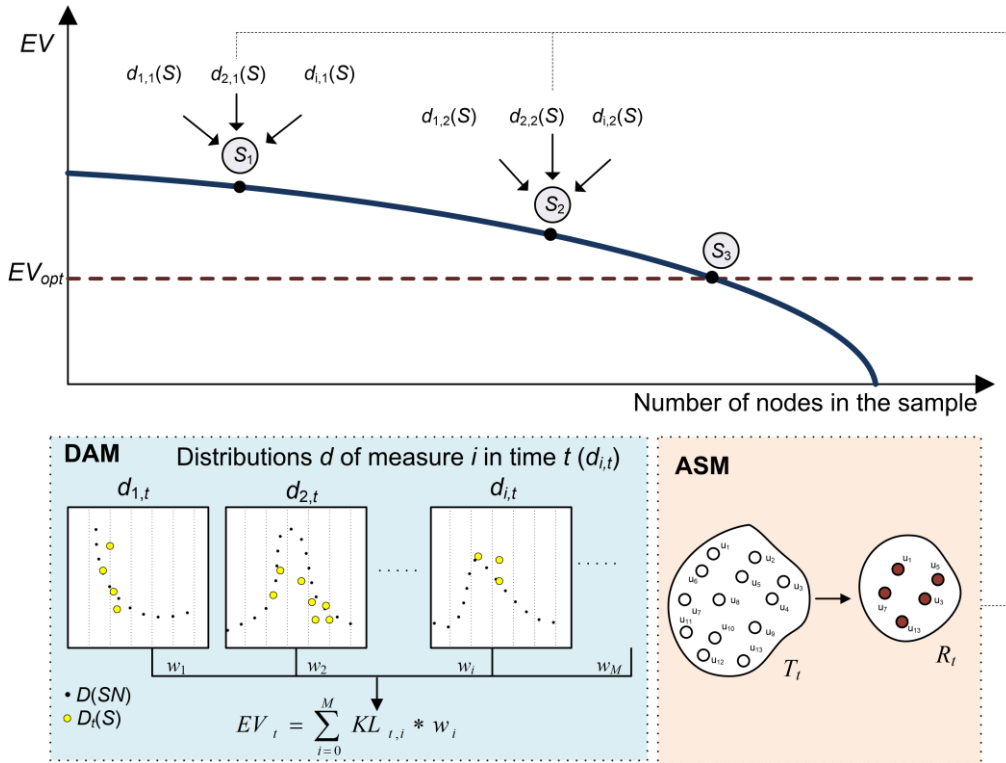 EV
d1,1(S) d2,1(S) di,1(S)
S1
d1,2(S) d2,2(S) di,2(S)
S2
S3
EVopt
Number of nodes in the sample
DAM
Distributions d of measure i in time t (di,t)
d1,t d2,t di,t
..... .....
w1 w2 wi wM
D(SN)
Dt(S)
EV t = ∑ M i=0 KL t,i * w i
ASM
u1
u2
u6
u5
u3
u7
u8
u4
u11
u10
u9
u12
u13
Tt
u1
u5
u7
u3
u13
Rt